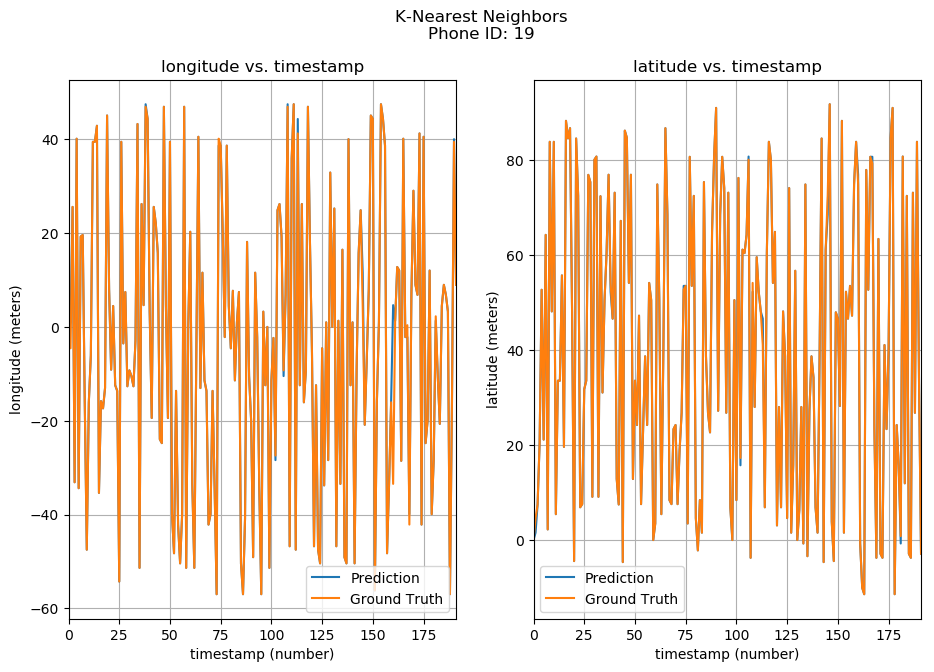 K-Nearest Neighbors
Phone ID: 19
longitude vs. timestamp
longitude (meters)
40
20
0
−20
−40
−60
0
25
50
75
100
125
150
175
timestamp (number)
Prediction
Ground Truth
latitude vs. timestamp
latitude (meters)
80
60
40
20
0
0
25
50
75
100
125
150
175
timestamp (number)
Prediction
Ground Truth